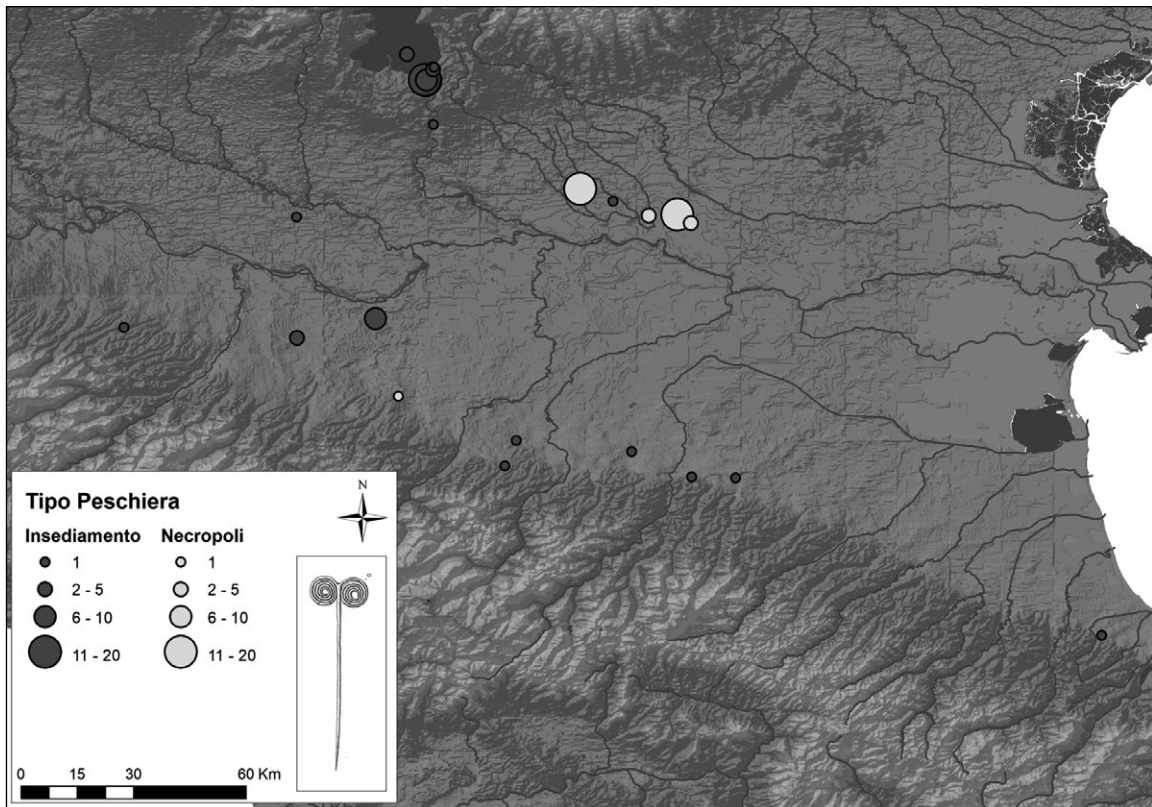 Tipo Peschiera
N
Insediamento Necropoli
1 1
2 - 5 2 - 5
6 - 10 6 - 10
11 - 20 11 - 20
0 15 30 60 Km